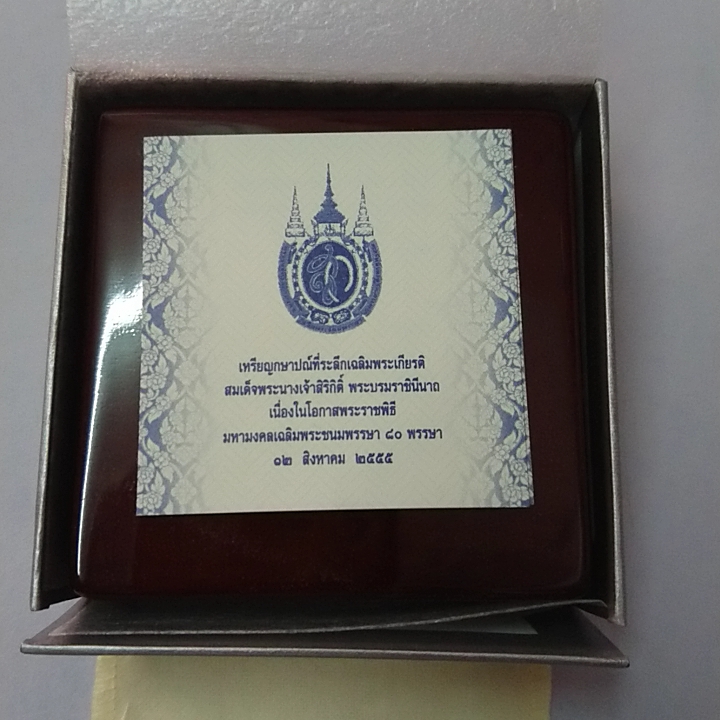 เหรียญกษาปณ์ที่ระลึกเฉลิมพระเกียรติ
สมเด็จพระนางเจ้าสิริกิติ์ พระบรมราชินีนาถ
เนื่องในโอกาสพระราชพิธี
มหามงคลเฉลิมพระชนมพรรษา ๘๐ พรรษา
๑๒ สิงหาคม ๒๕๕๕